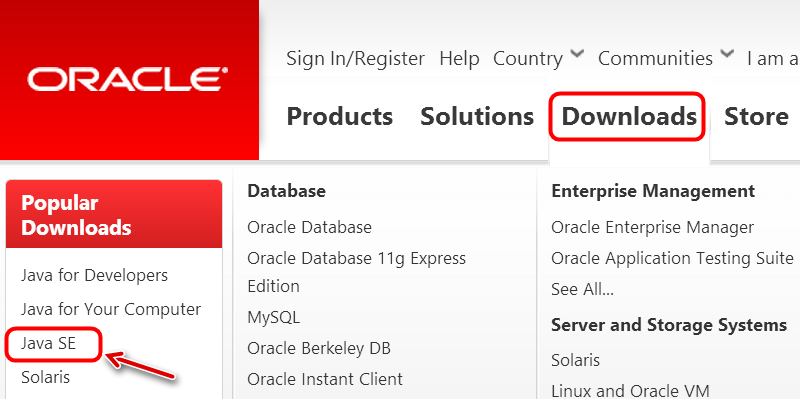 ORACLE
Sign In/Register Help Country Communities I am a
Products Solutions Downloads Store
Popular
Downloads
Java for Developers
Java for Your Computer
Java SE
Solaris
Database
Oracle Database
Oracle Database 11g Express
Edition
MySQL
Oracle Berkeley DB
Oracle Instant Client
Enterprise Management
Oracle Enterprise Manager
Oracle Application Testing Suite
See All...
Server and Storage Systems
Solaris
Linux and Oracle VM